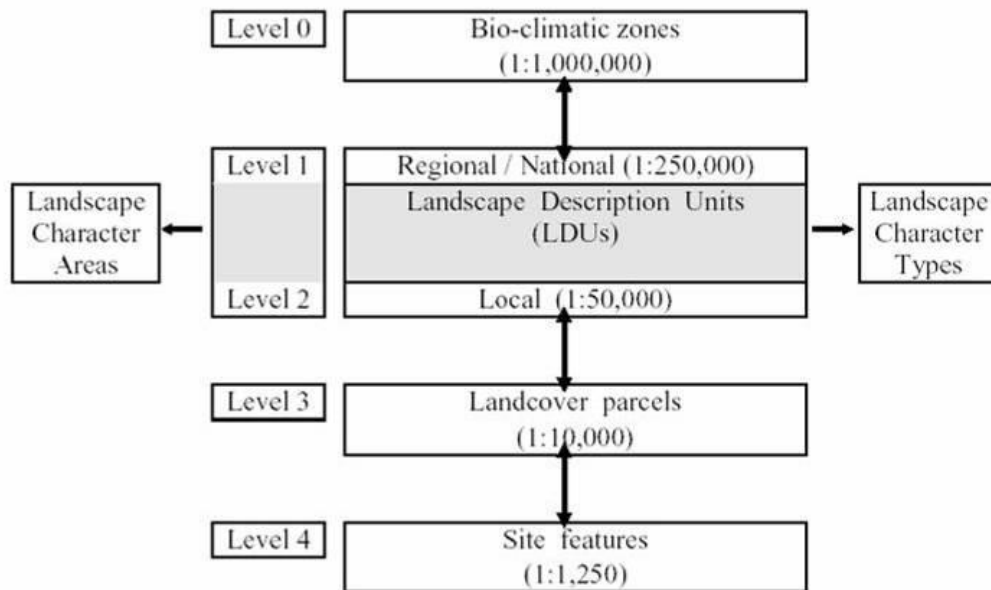 Level 0
Bio-climatic zones
(1:1,000,000)
Level 1
Regional / National (1:250,000)
Landscape
Character
Areas
Landscape Description Units
(LDUs)
Landscape
Character
Types
Level 2
Local (1:50,000)
Level 3
Landcover parcels
(1:10,000)
Level 4
Site features
(1:1,250)